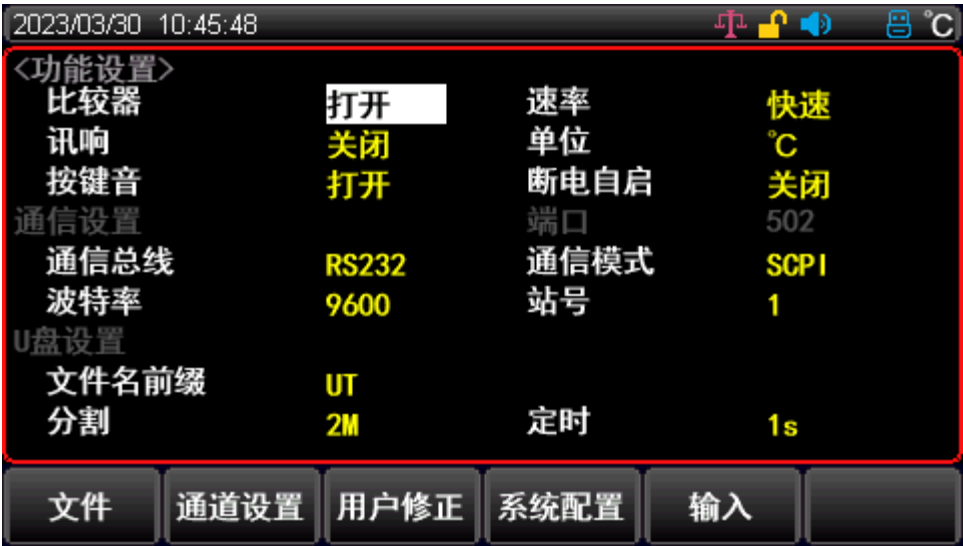 2023/03/30 10:45:48 ℃
<功能设置>
比较器 打开 速率 快速
讯响 关闭 单位 ℃
按键音 打开 断电自启 关闭
通信设置 端口 502
通信总线 RS232 通信模式 SCPI
波特率 9600 站号 1
U盘设置
文件名前缀 UT
分割 2M 定时 1s
文件 通道设置 用户修正 系统配置 输入